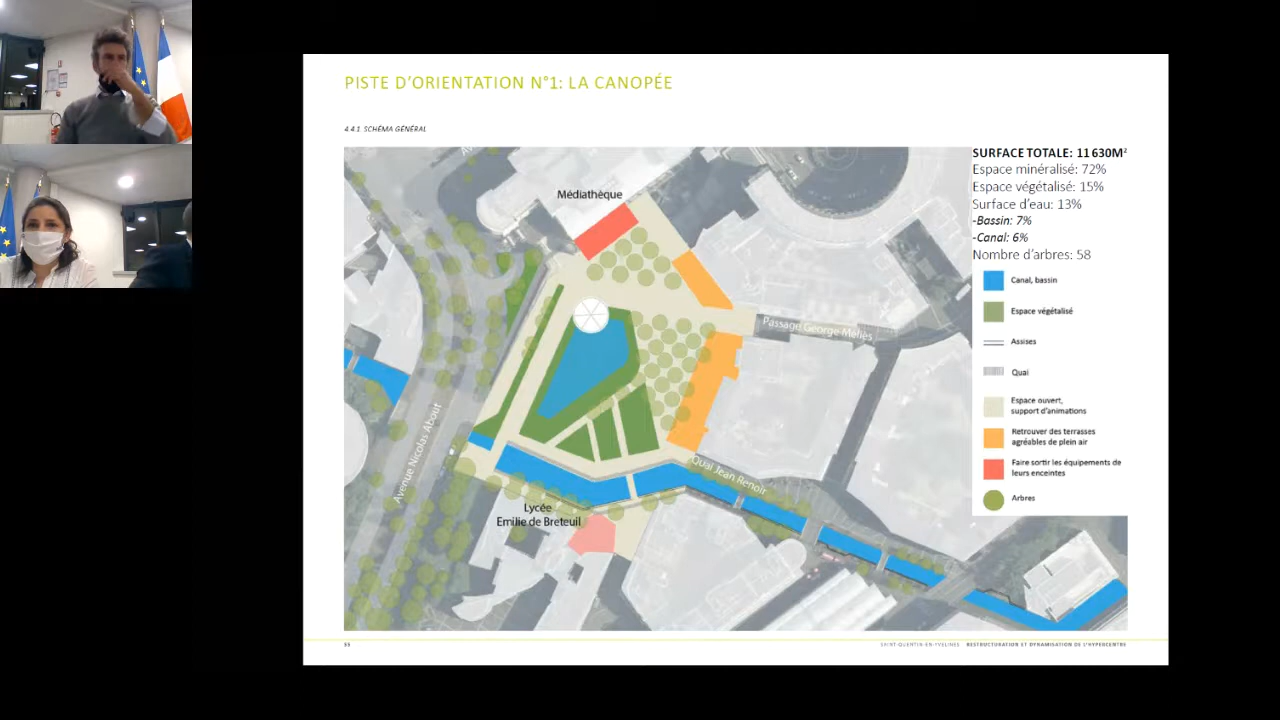 PISTE D'ORIENTATION N°1: LA CANOPÉE
4.4.1. SCHÉMA GÉNÉRAL
Médiathèque
Passage George Méliès
Avenue Nicolas About
Quai Jean Renoir
Lycée
Emilie de Breteuil
SURFACE TOTALE: 11 630M²
Espace minéralisé: 72%
Espace végétalisé: 15%
Surface d'eau: 13%
-Bassin: 7%
-Canal: 6%
Nombre d'arbres: 58
Canal, bassin
Espace végétalisé
Assises
Quai
Espace ouvert,
support d'animations
Retrouver des terrasses
agréables de plein air
Faire sortir les équipements de
leurs enceintes
Arbres
55
SAINT-QUENTIN-EN-YVELINES RESTRUCTURATION ET DYNAMISATION DE L'HYPERCENTRE